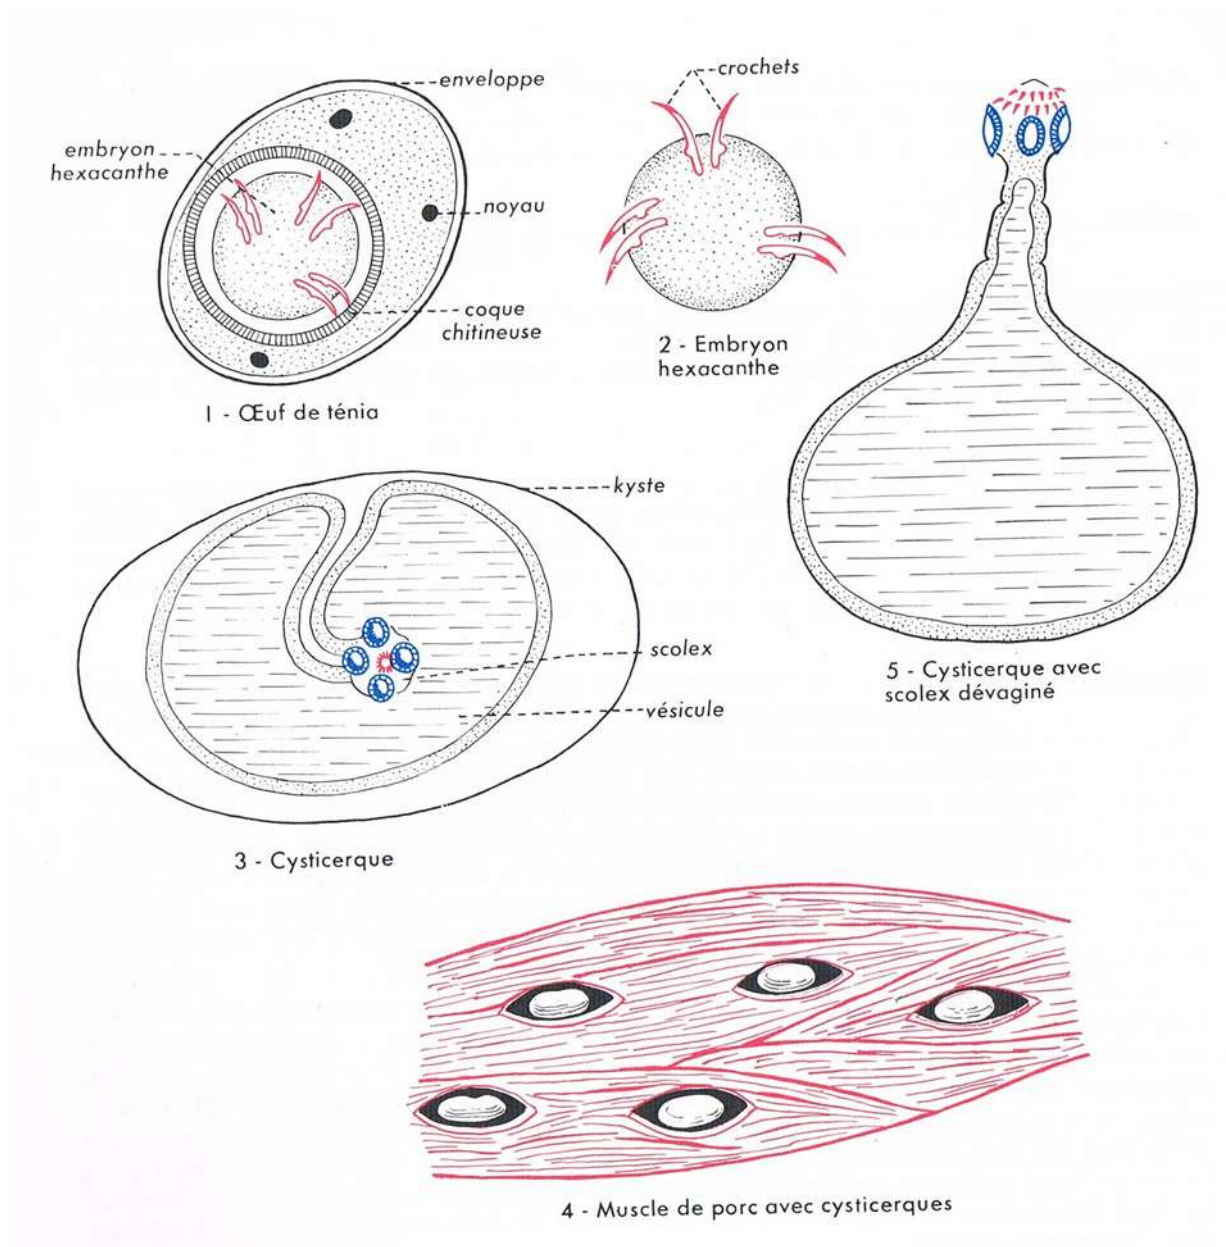 enveloppe
embryon
hexacanthe
noyau
coque
chitineuse
1 - Œuf de ténia
crochets
2 - Embryon
hexacanthe
kyste
scolex
vésicule
3 - Cysticerque
5 - Cysticerque avec
scolex dévaginé
4 - Muscle de porc avec cysticerques